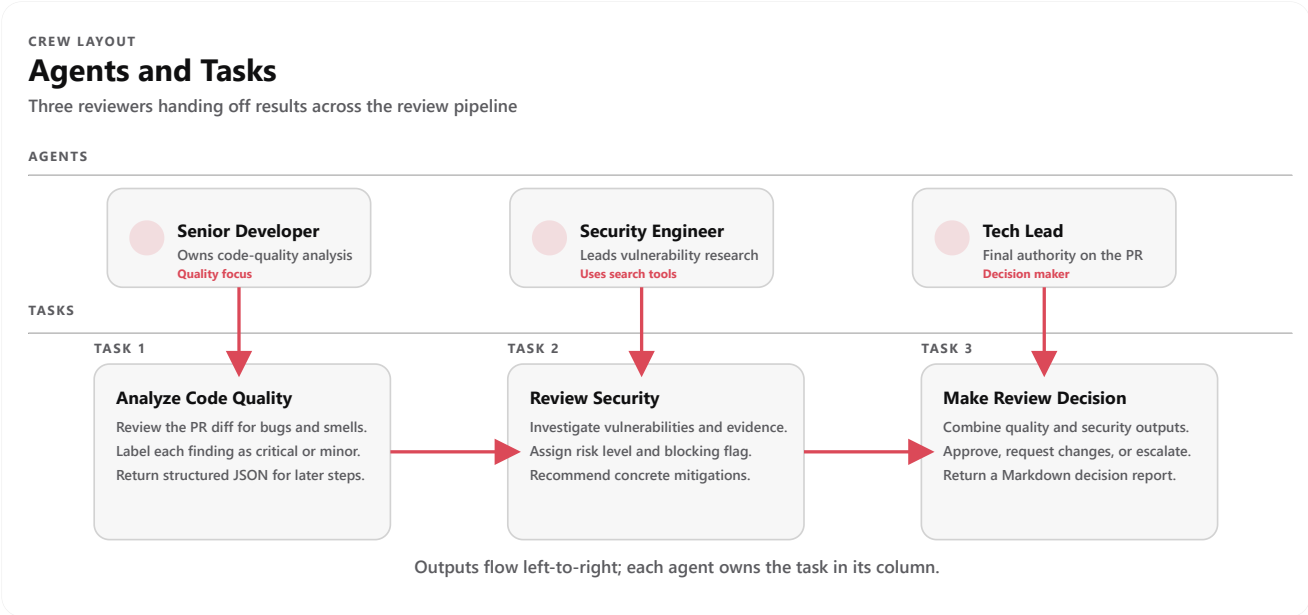 CREW LAYOUT
Agents and Tasks
Three reviewers handing off results across the review pipeline
AGENTS
Senior Developer
Owns code-quality analysis
Quality focus
Security Engineer
Leads vulnerability research
Uses search tools
Tech Lead
Final authority on the PR
Decision maker
TASKS
TASK 1
Analyze Code Quality
Review the PR diff for bugs and smells.
Label each finding as critical or minor.
Return structured JSON for later steps.
TASK 2
Review Security
Investigate vulnerabilities and evidence.
Assign risk level and blocking flag.
Recommend concrete mitigations.
TASK 3
Make Review Decision
Combine quality and security outputs.
Approve, request changes, or escalate.
Return a Markdown decision report.
Outputs flow left-to-right; each agent owns the task in its column.